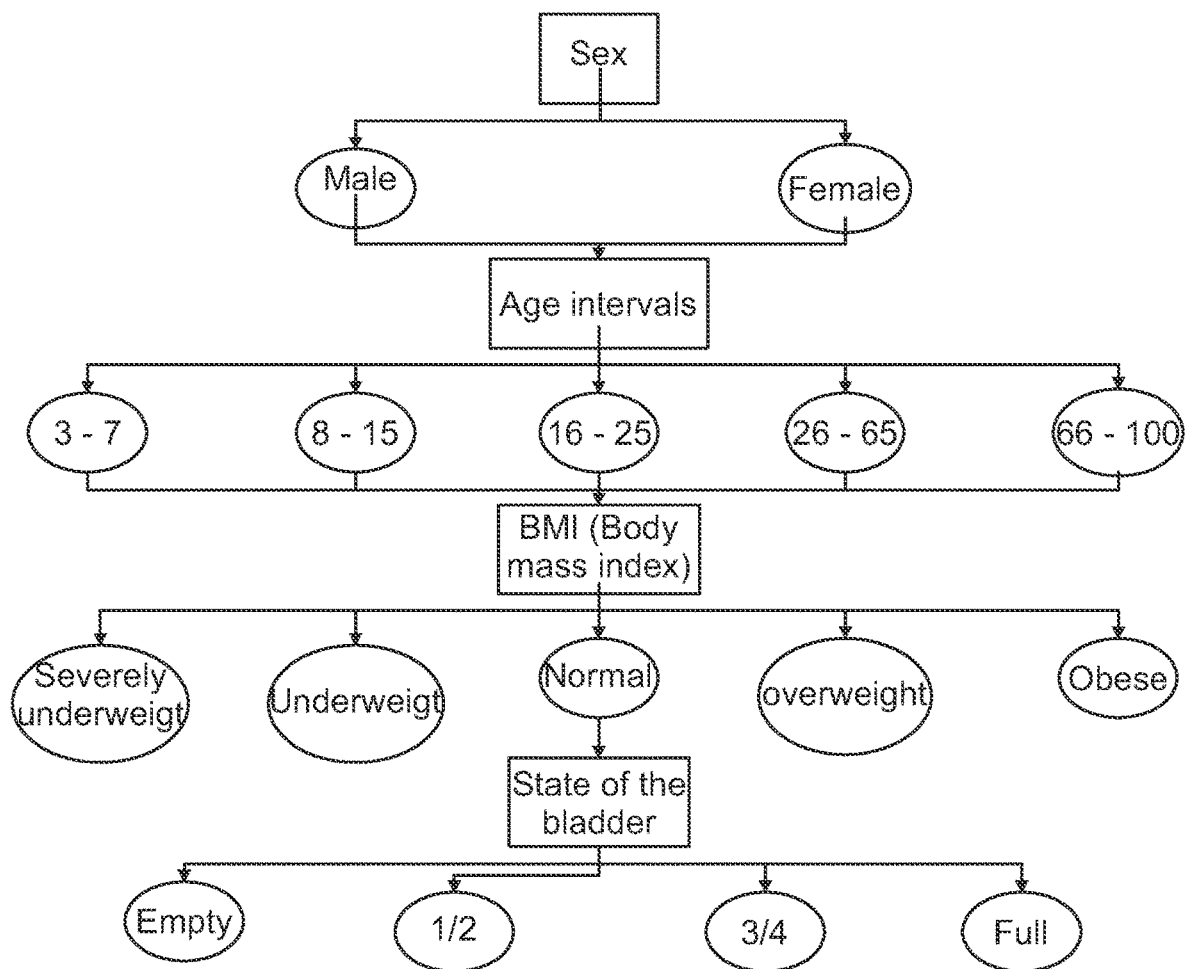 Sex
Male
Female
Age intervals
3 - 7
8 - 15
16 - 25
26 - 65
66 - 100
BMI (Body
mass index)
Severely
underweigt
Underweigt
Normal
overweight
Obese
State of the
bladder
Empty
1/2
3/4
Full